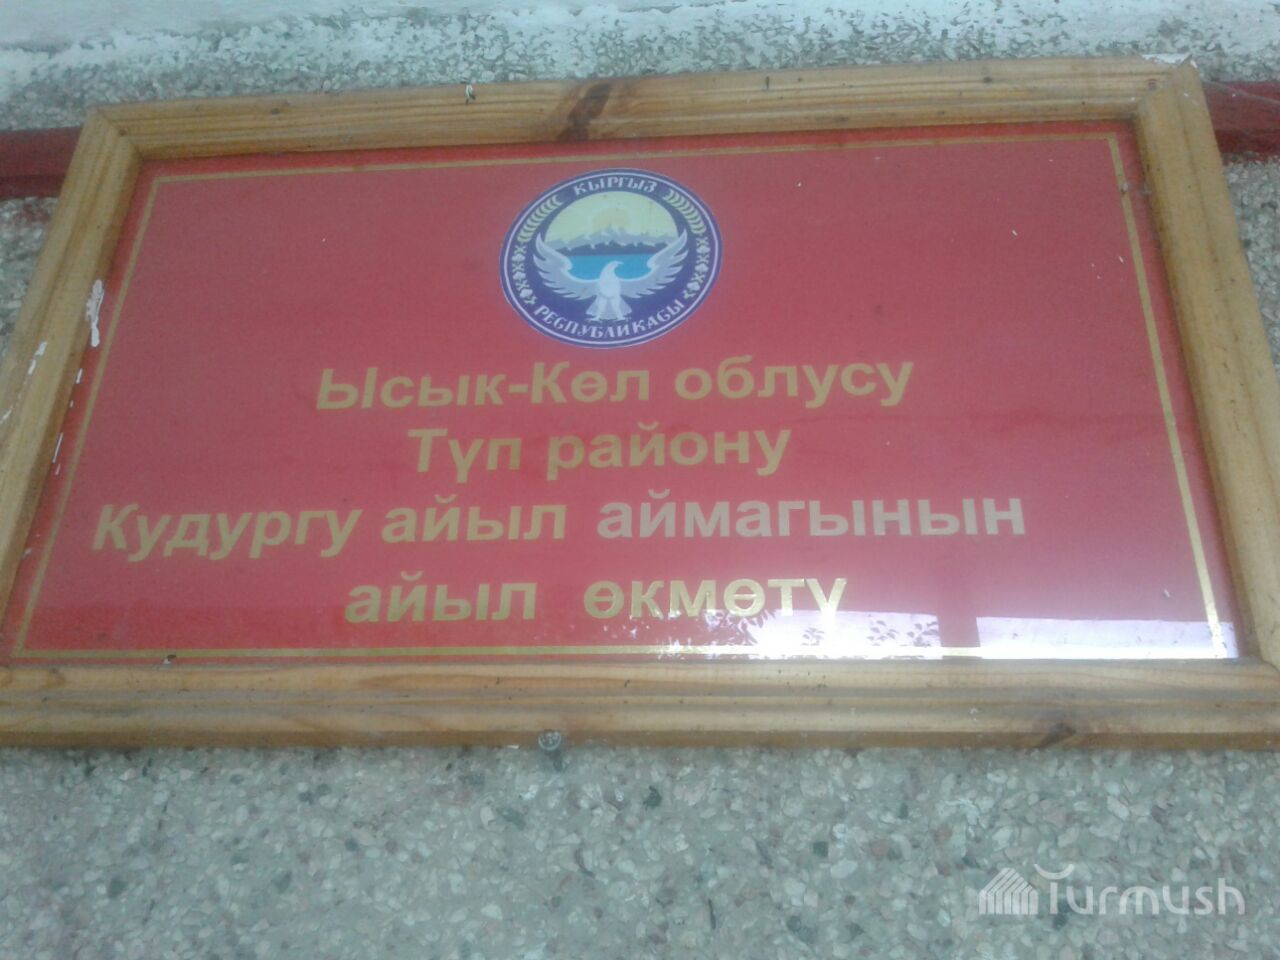 КЫРГЫЗ
РЕСПУБЛИКАСЫ
Ысык-Көл облусу
Түп району
Кудургу айыл аймагынын
айыл өкмөтү
Turmush